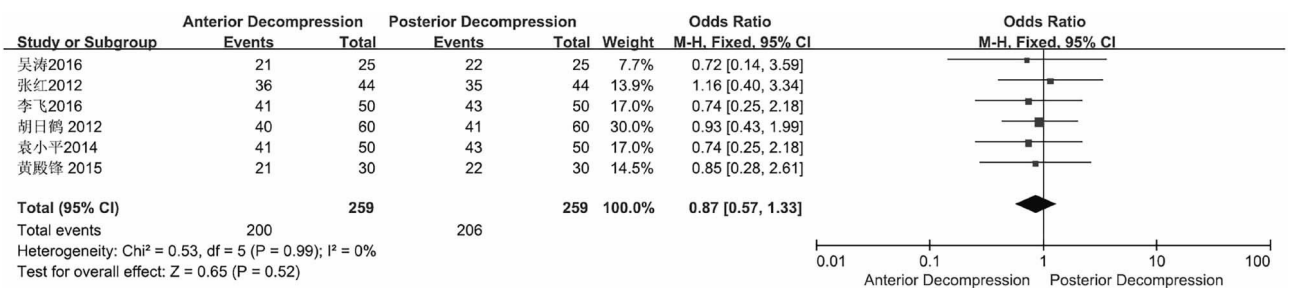 Anterior Decompression Posterior Decompression Odds Ratio Odds Ratio
Study or Subgroup Events Total Events Total Weight M-H, Fixed, 95% CI M-H, Fixed, 95% CI
吴涛2016 21 25 22 25 7.7% 0.72 [0.14, 3.59]
张红2012 36 44 35 44 13.9% 1.16 [0.40, 3.34]
李飞2016 41 50 43 50 17.0% 0.74 [0.25, 2.18]
胡日鹤 2012 40 60 41 60 30.0% 0.93 [0.43, 1.99]
袁小平2014 41 50 43 50 17.0% 0.74 [0.25, 2.18]
黄殿锋 2015 21 30 22 30 14.5% 0.85 [0.28, 2.61]
Total (95% CI) 259 259 100.0% 0.87 [0.57, 1.33]
Total events 200 206
Heterogeneity: Chi² = 0.53, df = 5 (P = 0.99); I² = 0%
Test for overall effect: Z = 0.65 (P = 0.52)
0.01 0.1 1 10 100
Anterior Decompression Posterior Decompression